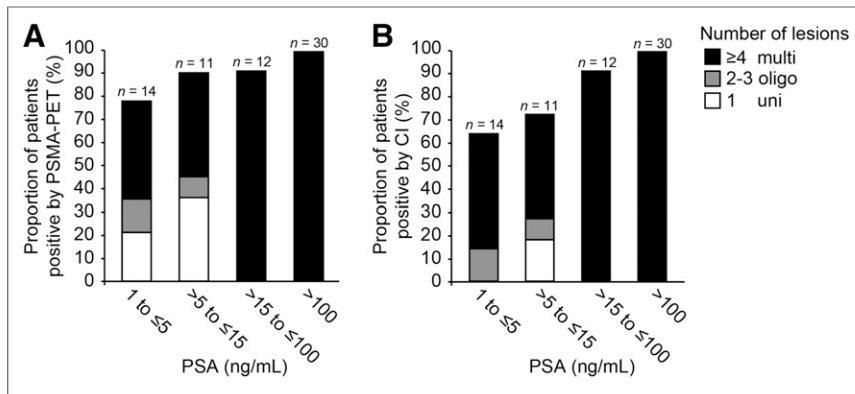 A
Proportion of patients
positive by PSMA-PET (%)
100
90
80
70
60
50
40
30
20
10
0
n = 14
n = 11
n = 12
n = 30
1 to ≤5
>5 to ≤15
>15 to ≤100
>100
PSA (ng/mL)
B
Proportion of patients
positive by CI (%)
100
90
80
70
60
50
40
30
20
10
0
n = 14
n = 11
n = 12
n = 30
1 to ≤5
>5 to ≤15
>15 to ≤100
>100
PSA (ng/mL)
Number of lesions
≥4 multi
2-3 oligo
1 uni